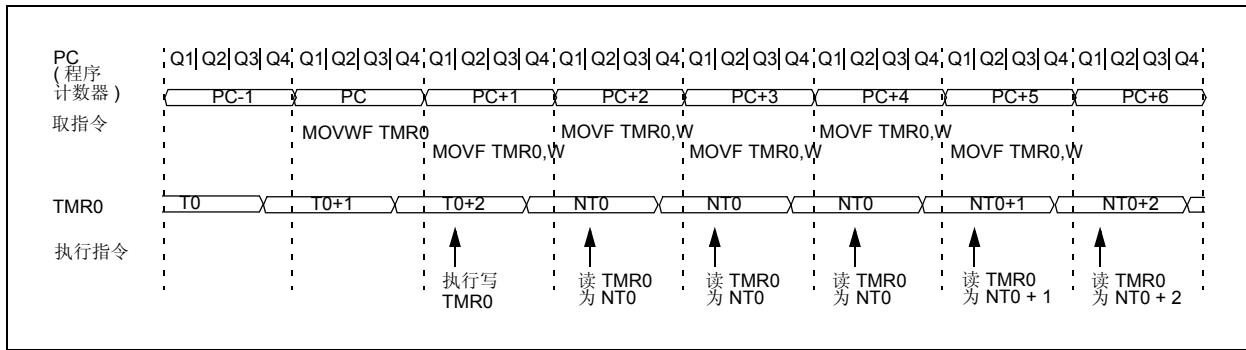 PC
( 程序
计数器 )
Q1 Q2 Q3 Q4 Q1 Q2 Q3 Q4 Q1 Q2 Q3 Q4 Q1 Q2 Q3 Q4 Q1 Q2 Q3 Q4 Q1 Q2 Q3 Q4 Q1 Q2 Q3 Q4 Q1 Q2 Q3 Q4
PC-1 PC PC+1 PC+2 PC+3 PC+4 PC+5 PC+6
取指令
MOVWF TMR0 MOVF TMR0,W MOVF TMR0,W
MOVF TMR0,W MOVF TMR0,W MOVF TMR0,W
TMR0 T0 T0+1 T0+2 NT0 NT0 NT0 NT0+1 NT0+2
执行指令
执行写
TMR0
读 TMR0
为 NT0
读 TMR0
为 NT0
读 TMR0
为 NT0
读 TMR0
为 NT0 + 1
读 TMR0
为 NT0 + 2